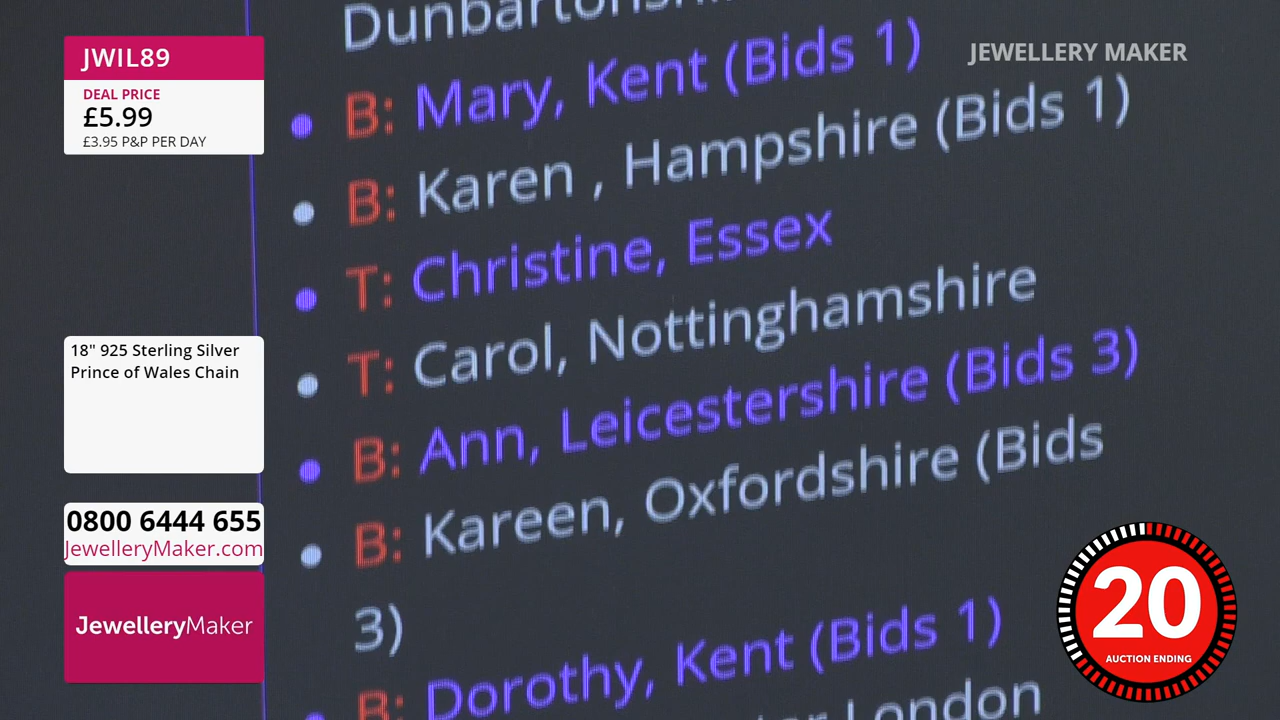 JWIL89
DEAL PRICE
£5.99
£3.95 P&P PER DAY
18" 925 Sterling Silver
Prince of Wales Chain
0800 6444 655
JewelleryMaker.com
JewelleryMaker
JEWELLERY MAKER
B: Mary, Kent (Bids 1)
B: Karen , Hampshire (Bids 1)
T: Christine, Essex
T: Carol, Nottinghamshire
B: Ann, Leicestershire (Bids 3)
B: Kareen, Oxfordshire (Bids
3)
B: Dorothy, Kent (Bids 1)
London
20
AUCTION ENDING